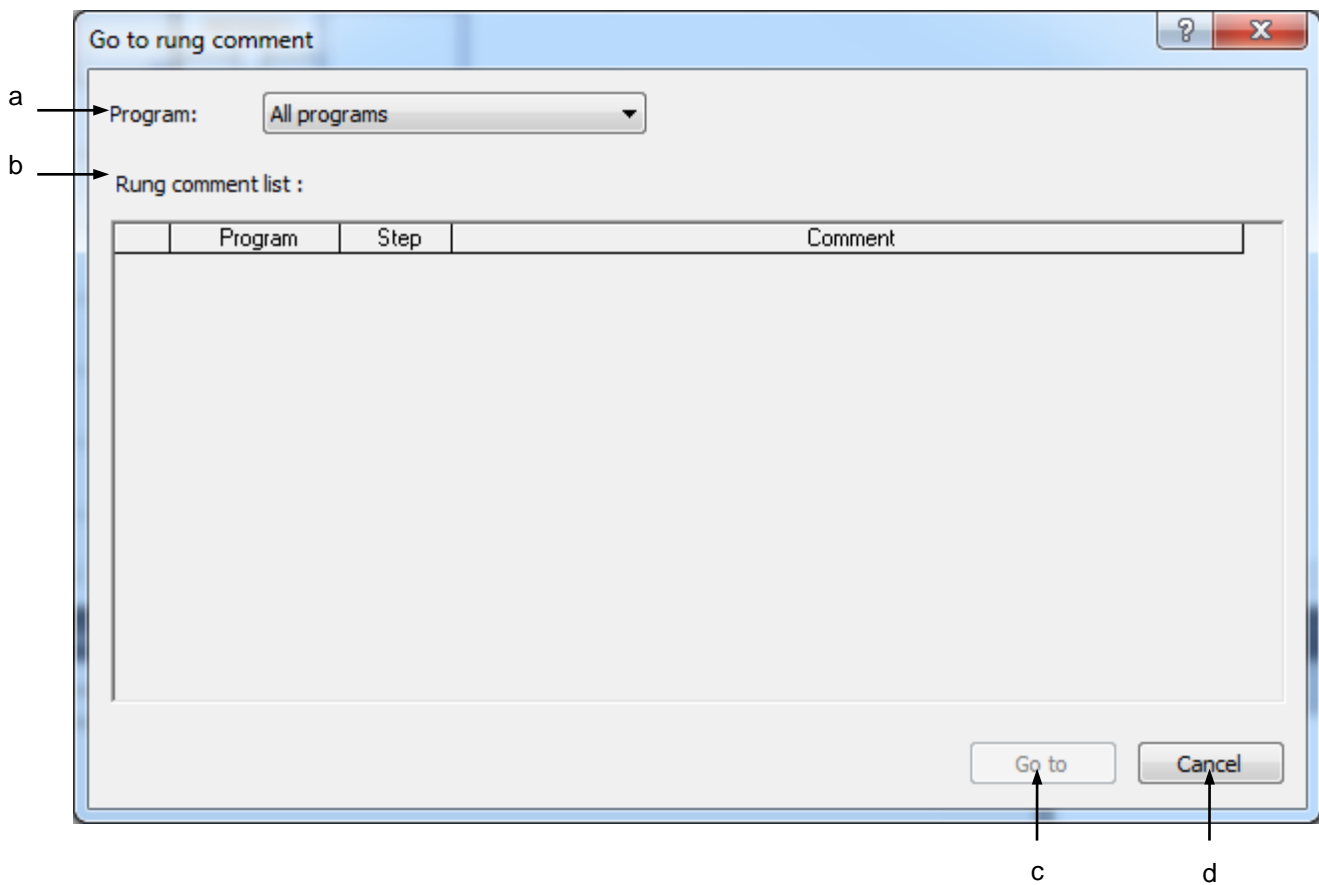 Go to rung comment
?
X
a
Program:
All programs
b
Rung comment list :
Program Step Comment
Go to Cancel
c d